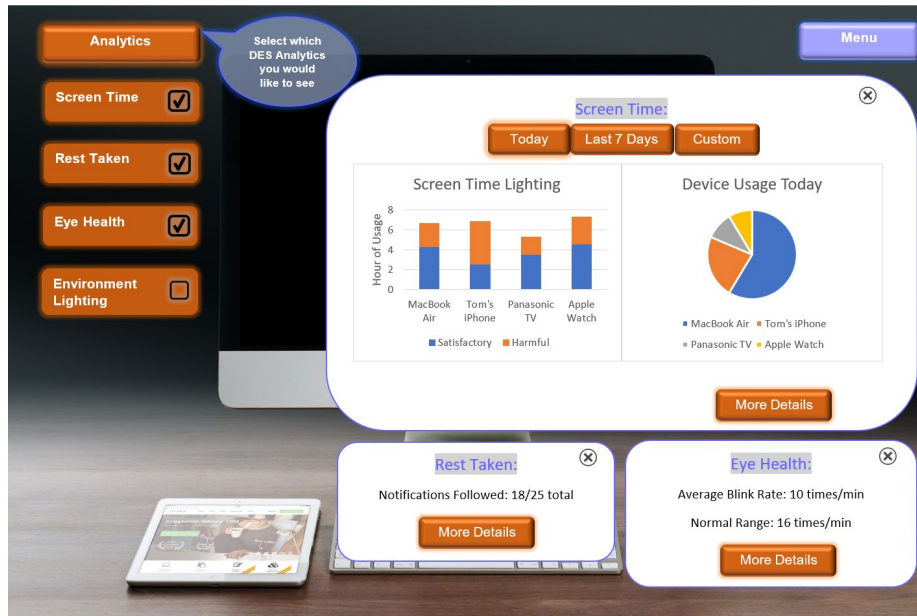 Analytics
Select which
DES Analytics
you would
like to see
Menu
Screen Time
Rest Taken
Eye Health
Environment
Lighting
Screen Time:
Today
Last 7 Days
Custom
Screen Time Lighting
Hour of Usage
8
6
4
2
0
MacBook
Air
Tom's
iPhone
Panasonic
TV
Apple
Watch
Satisfactory
Harmful
Device Usage Today
MacBook Air
Tom's iPhone
Panasonic TV
Apple Watch
More Details
Rest Taken:
Notifications Followed: 18/25 total
More Details
Eye Health:
Average Blink Rate: 10 times/min
Normal Range: 16 times/min
More Details